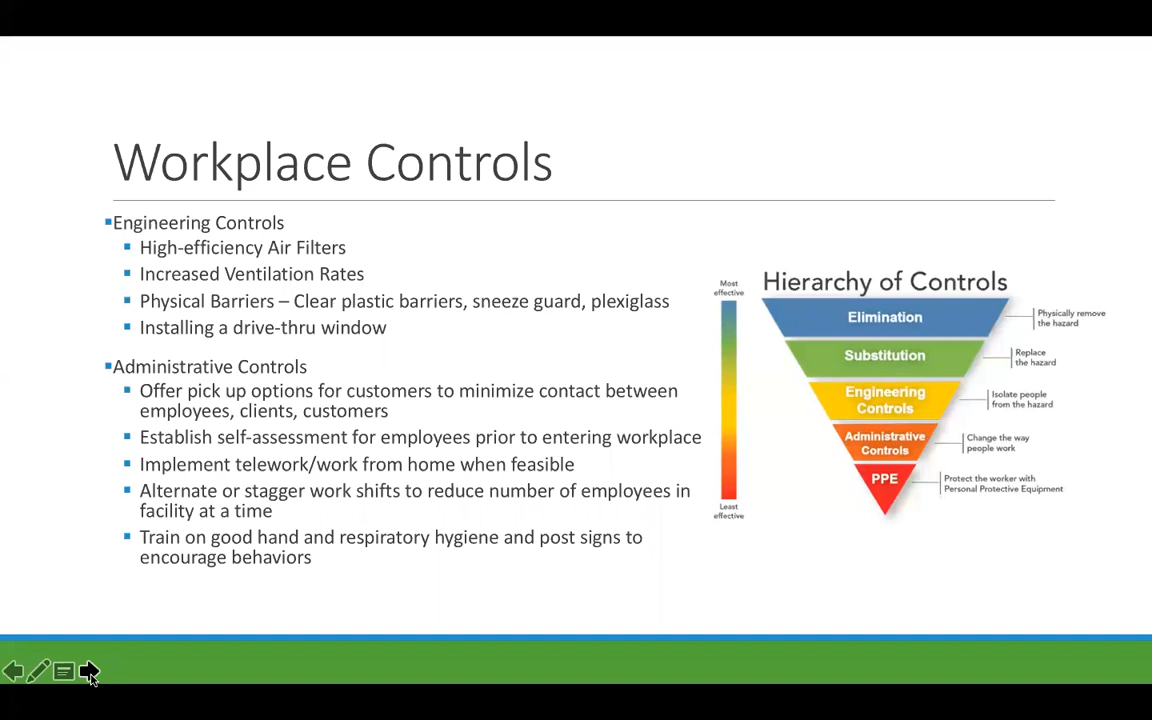 Workplace Controls
▪Engineering Controls
▪ High-efficiency Air Filters
▪ Increased Ventilation Rates
▪ Physical Barriers – Clear plastic barriers, sneeze guard, plexiglass
▪ Installing a drive-thru window
▪Administrative Controls
▪ Offer pick up options for customers to minimize contact between
employees, clients, customers
▪ Establish self-assessment for employees prior to entering workplace
▪ Implement telework/work from home when feasible
▪ Alternate or stagger work shifts to reduce number of employees in
facility at a time
▪ Train on good hand and respiratory hygiene and post signs to
encourage behaviors
Hierarchy of Controls
Most
effective
Elimination
Physically remove
the hazard
Substitution
Replace
the hazard
Engineering
Controls
Isolate people
from the hazard
Administrative
Controls
Change the way
people work
PPE
Protect the worker with
Personal Protective Equipment
Least
effective